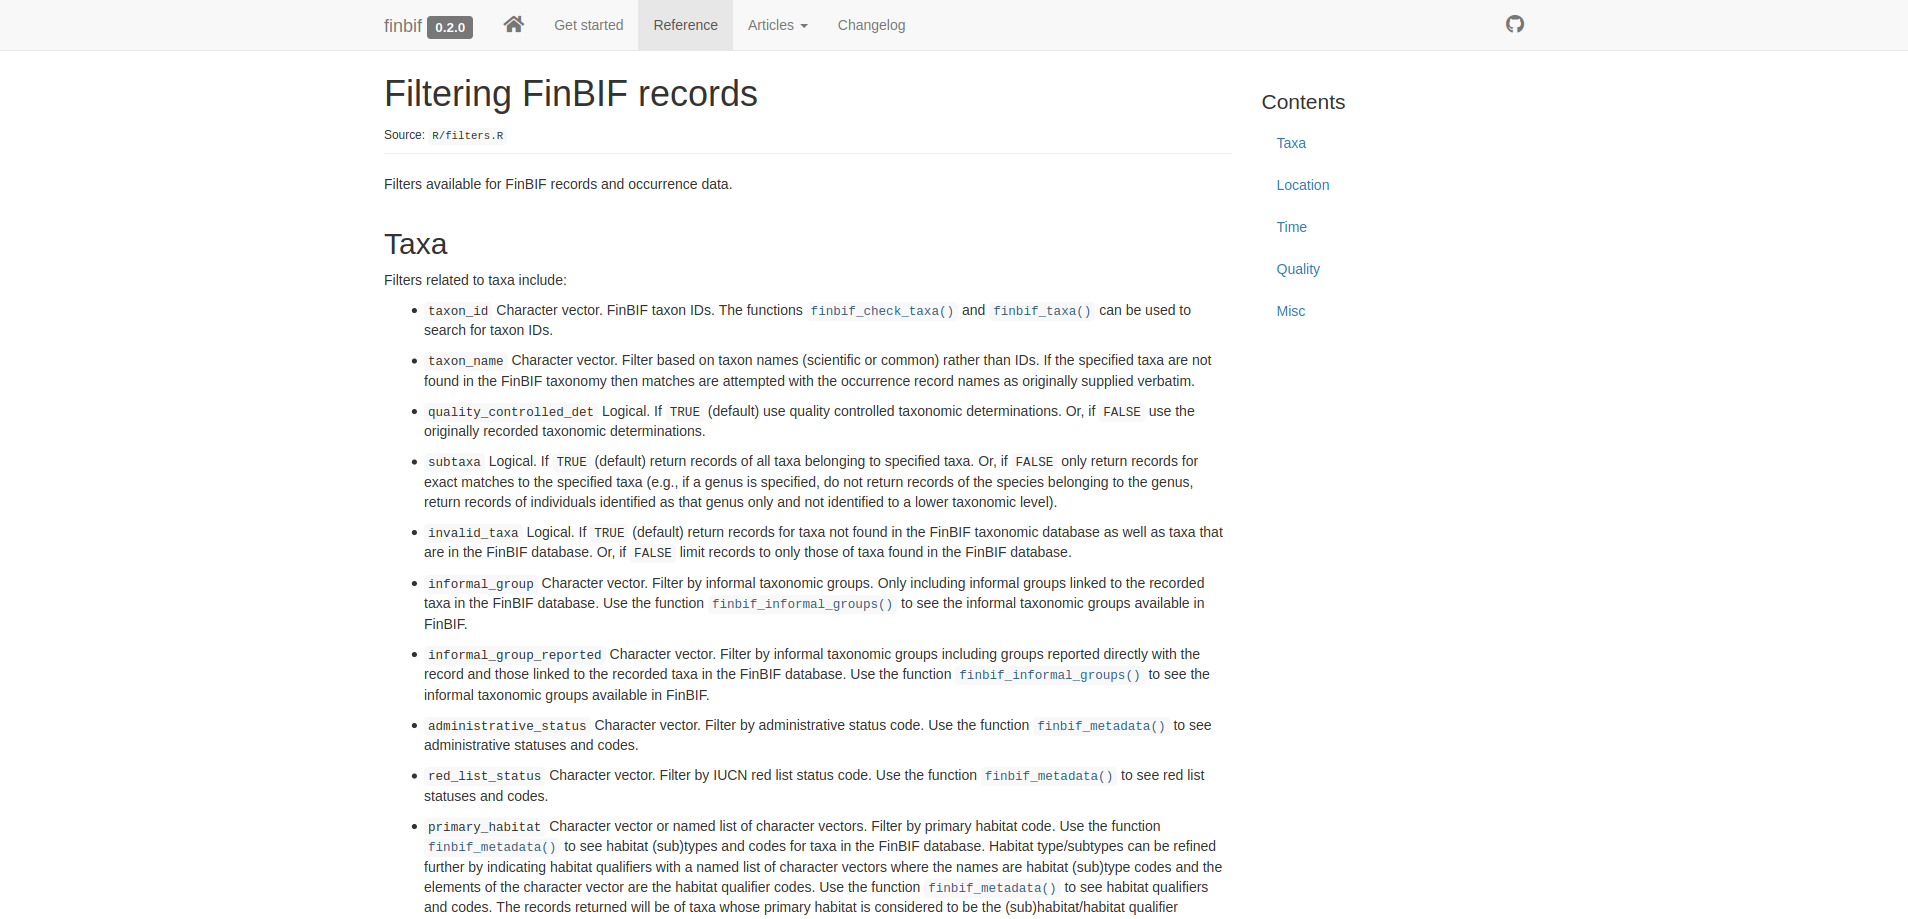 finbif 0.2.0 Get started Reference Articles Changelog
Filtering FinBIF records
Source: R/filters.R
Filters available for FinBIF records and occurrence data.
Taxa
Filters related to taxa include:
taxon_id Character vector. FinBIF taxon IDs. The functions finbif_check_taxa() and finbif_taxa() can be used to
search for taxon IDs.
taxon_name Character vector. Filter based on taxon names (scientific or common) rather than IDs. If the specified taxa are not
found in the FinBIF taxonomy then matches are attempted with the occurrence record names as originally supplied verbatim.
quality_controlled_det Logical. If TRUE (default) use quality controlled taxonomic determinations. Or, if FALSE use the
originally recorded taxonomic determinations.
subtaxa Logical. If TRUE (default) return records of all taxa belonging to specified taxa. Or, if FALSE only return records for
exact matches to the specified taxa (e.g., if a genus is specified, do not return records of the species belonging to the genus,
return records of individuals identified as that genus only and not identified to a lower taxonomic level).
invalid_taxa Logical. If TRUE (default) return records for taxa not found in the FinBIF taxonomic database as well as taxa that
are in the FinBIF database. Or, if FALSE limit records to only those of taxa found in the FinBIF database.
informal_group Character vector. Filter by informal taxonomic groups. Only including informal groups linked to the recorded
taxa in the FinBIF database. Use the function finbif_informal_groups() to see the informal taxonomic groups available in
FinBIF.
informal_group_reported Character vector. Filter by informal taxonomic groups including groups reported directly with the
record and those linked to the recorded taxa in the FinBIF database. Use the function finbif_informal_groups() to see the
informal taxonomic groups available in FinBIF.
administrative_status Character vector. Filter by administrative status code. Use the function finbif_metadata() to see
administrative statuses and codes.
red_list_status Character vector. Filter by IUCN red list status code. Use the function finbif_metadata() to see red list
statuses and codes.
primary_habitat Character vector or named list of character vectors. Filter by primary habitat code. Use the function
finbif_metadata() to see habitat (sub)types and codes for taxa in the FinBIF database. Habitat type/subtypes can be refined
further by indicating habitat qualifiers with a named list of character vectors where the names are habitat (sub)type codes and the
elements of the character vector are the habitat qualifier codes. Use the function finbif_metadata() to see habitat qualifiers
and codes. The records returned will be of taxa whose primary habitat is considered to be the (sub)habitat/habitat qualifier
Contents
Taxa
Location
Time
Quality
Misc